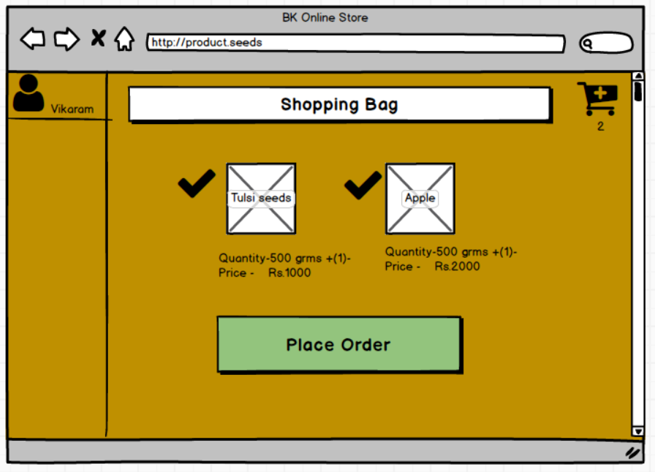 BK Online Store
http://product.seeds
Vikaram
Shopping Bag
2
Tulsi seeds
Apple
Quantity-500 grms +(1)-
Price - Rs.1000
Quantity-500 grms +(1)-
Price - Rs.2000
Place Order